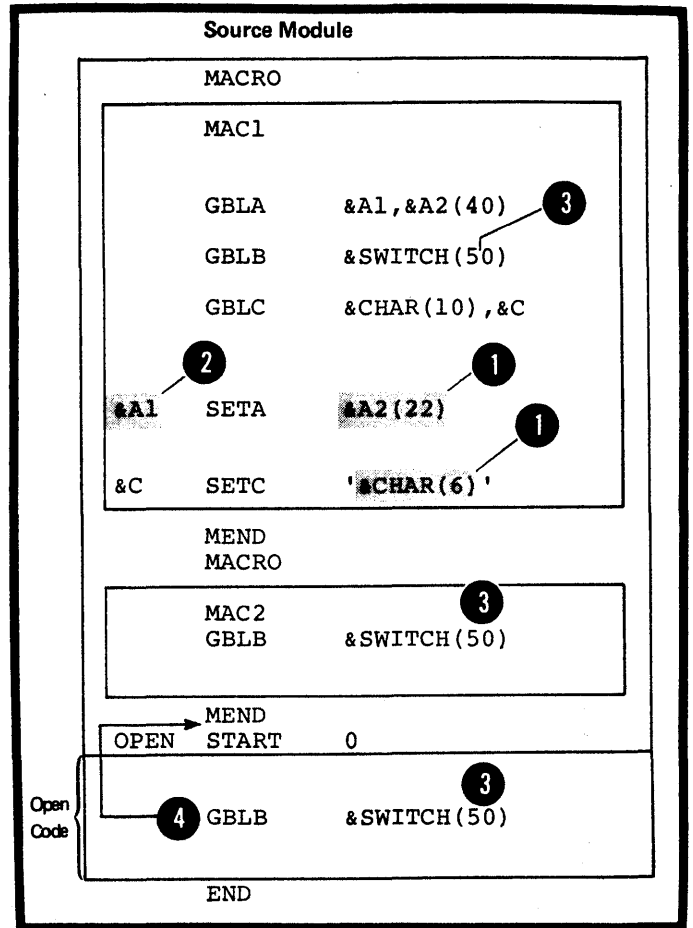 Source Module
MACRO
MAC1
GBLA &A1,&A2(40) 3
GBLB &SWITCH(50)
GBLC &CHAR(10),&C
2 1
&A1 SETA &A2(22)
1
&C SETC '&CHAR(6)'
MEND
MACRO
3
MAC2
GBLB &SWITCH(50)
MEND
OPEN START 0
3
Open Code
4 GBLB &SWITCH(50)
END